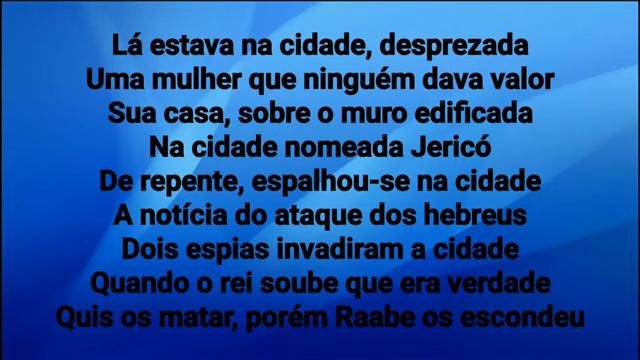 Lá estava na cidade, desprezada
Uma mulher que ninguém dava valor
Sua casa, sobre o muro edificada
Na cidade nomeada Jericó
De repente, espalhou-se na cidade
A notícia do ataque dos hebreus
Dois espias invadiram a cidade
Quando o rei soube que era verdade
Quis os matar, porém Raabe os escondeu